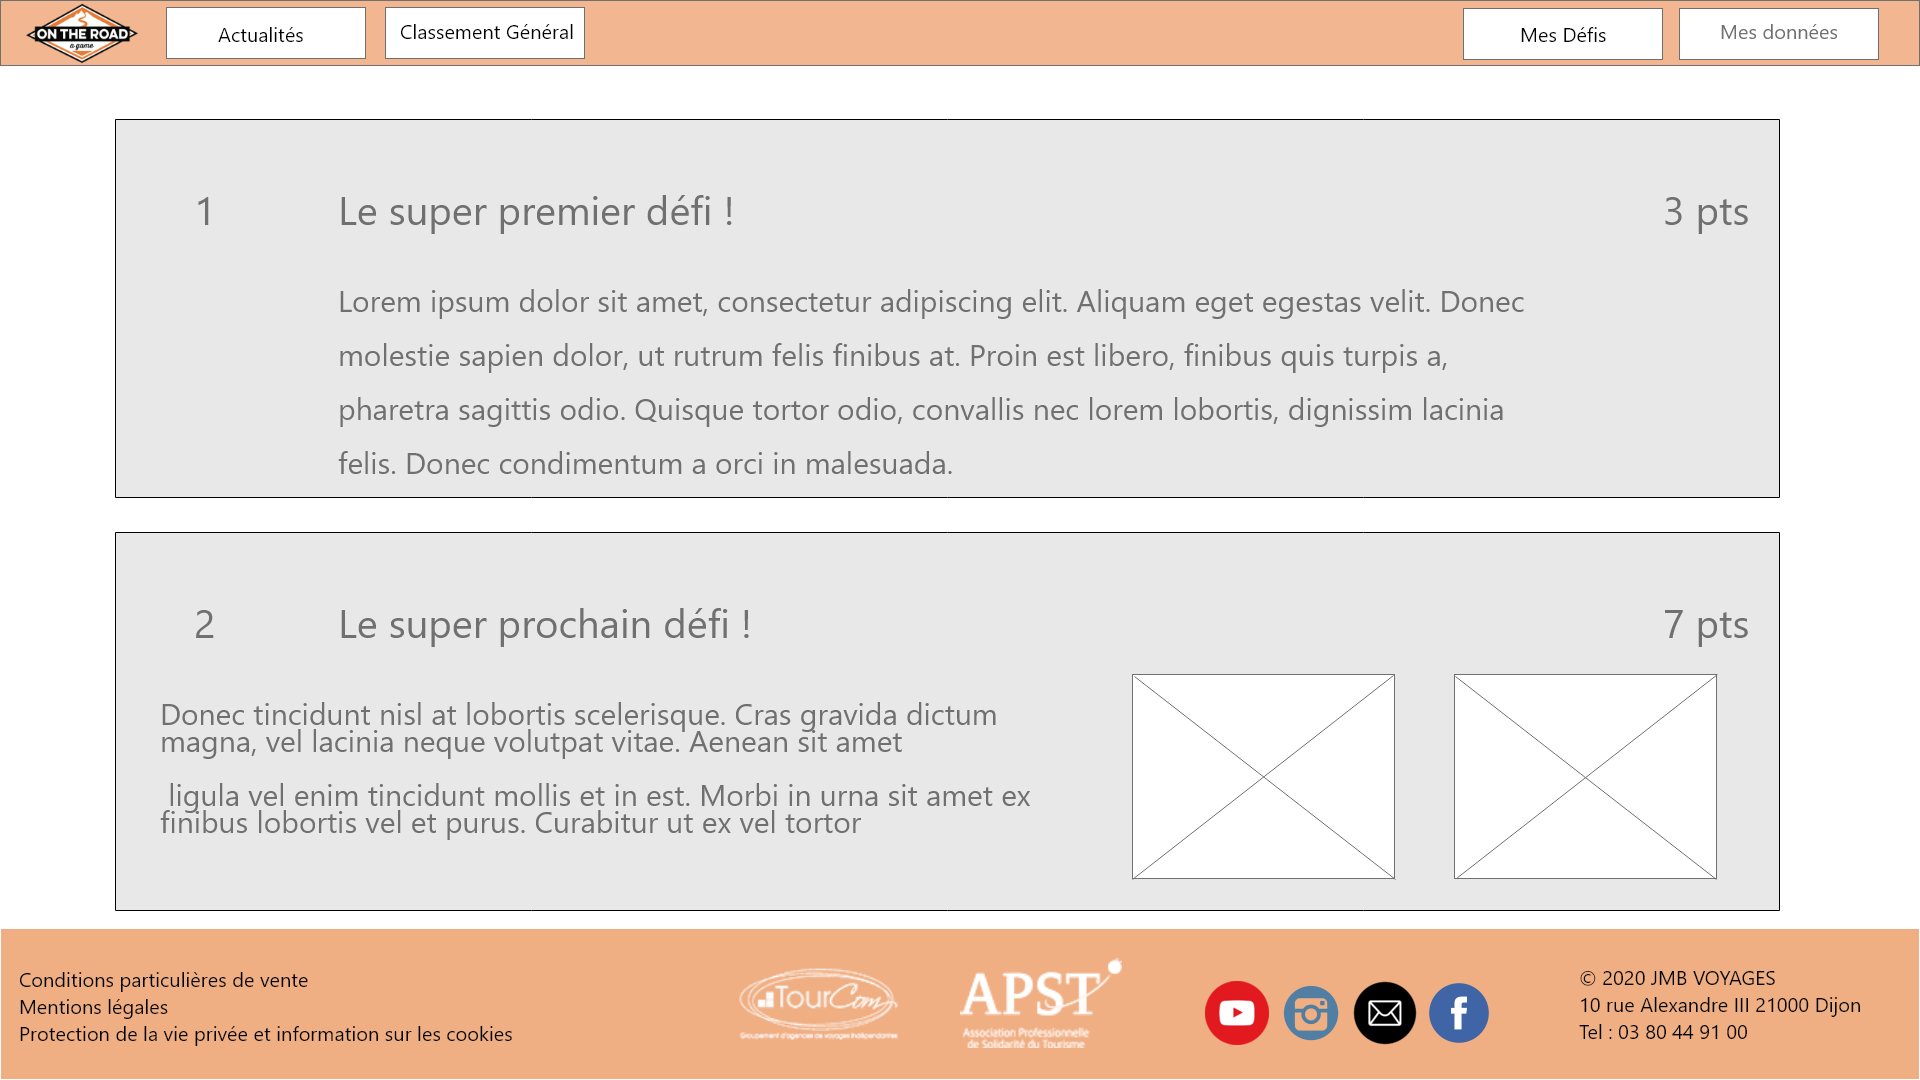 ON THE ROAD
a game
Actualités
Classement Général
Mes Défis
Mes données
1
Le super premier défi !
3 pts
Lorem ipsum dolor sit amet, consectetur adipiscing elit. Aliquam eget egestas velit. Donec
molestie sapien dolor, ut rutrum felis finibus at. Proin est libero, finibus quis turpis a,
pharetra sagittis odio. Quisque tortor odio, convallis nec lorem lobortis, dignissim lacinia
felis. Donec condimentum a orci in malesuada.
2
Le super prochain défi !
7 pts
Donec tincidunt nisl at lobortis scelerisque. Cras gravida dictum
magna, vel lacinia neque volutpat vitae. Aenean sit amet
ligula vel enim tincidunt mollis et in est. Morbi in urna sit amet ex
finibus lobortis vel et purus. Curabitur ut ex vel tortor
Conditions particulières de vente
Mentions légales
Protection de la vie privée et information sur les cookies
TourCom
Groupement d'agences de voyages indépendantes
APST
Association Professionnelle
de Solidarité du Tourisme
© 2020 JMB VOYAGES
10 rue Alexandre III 21000 Dijon
Tel : 03 80 44 91 00